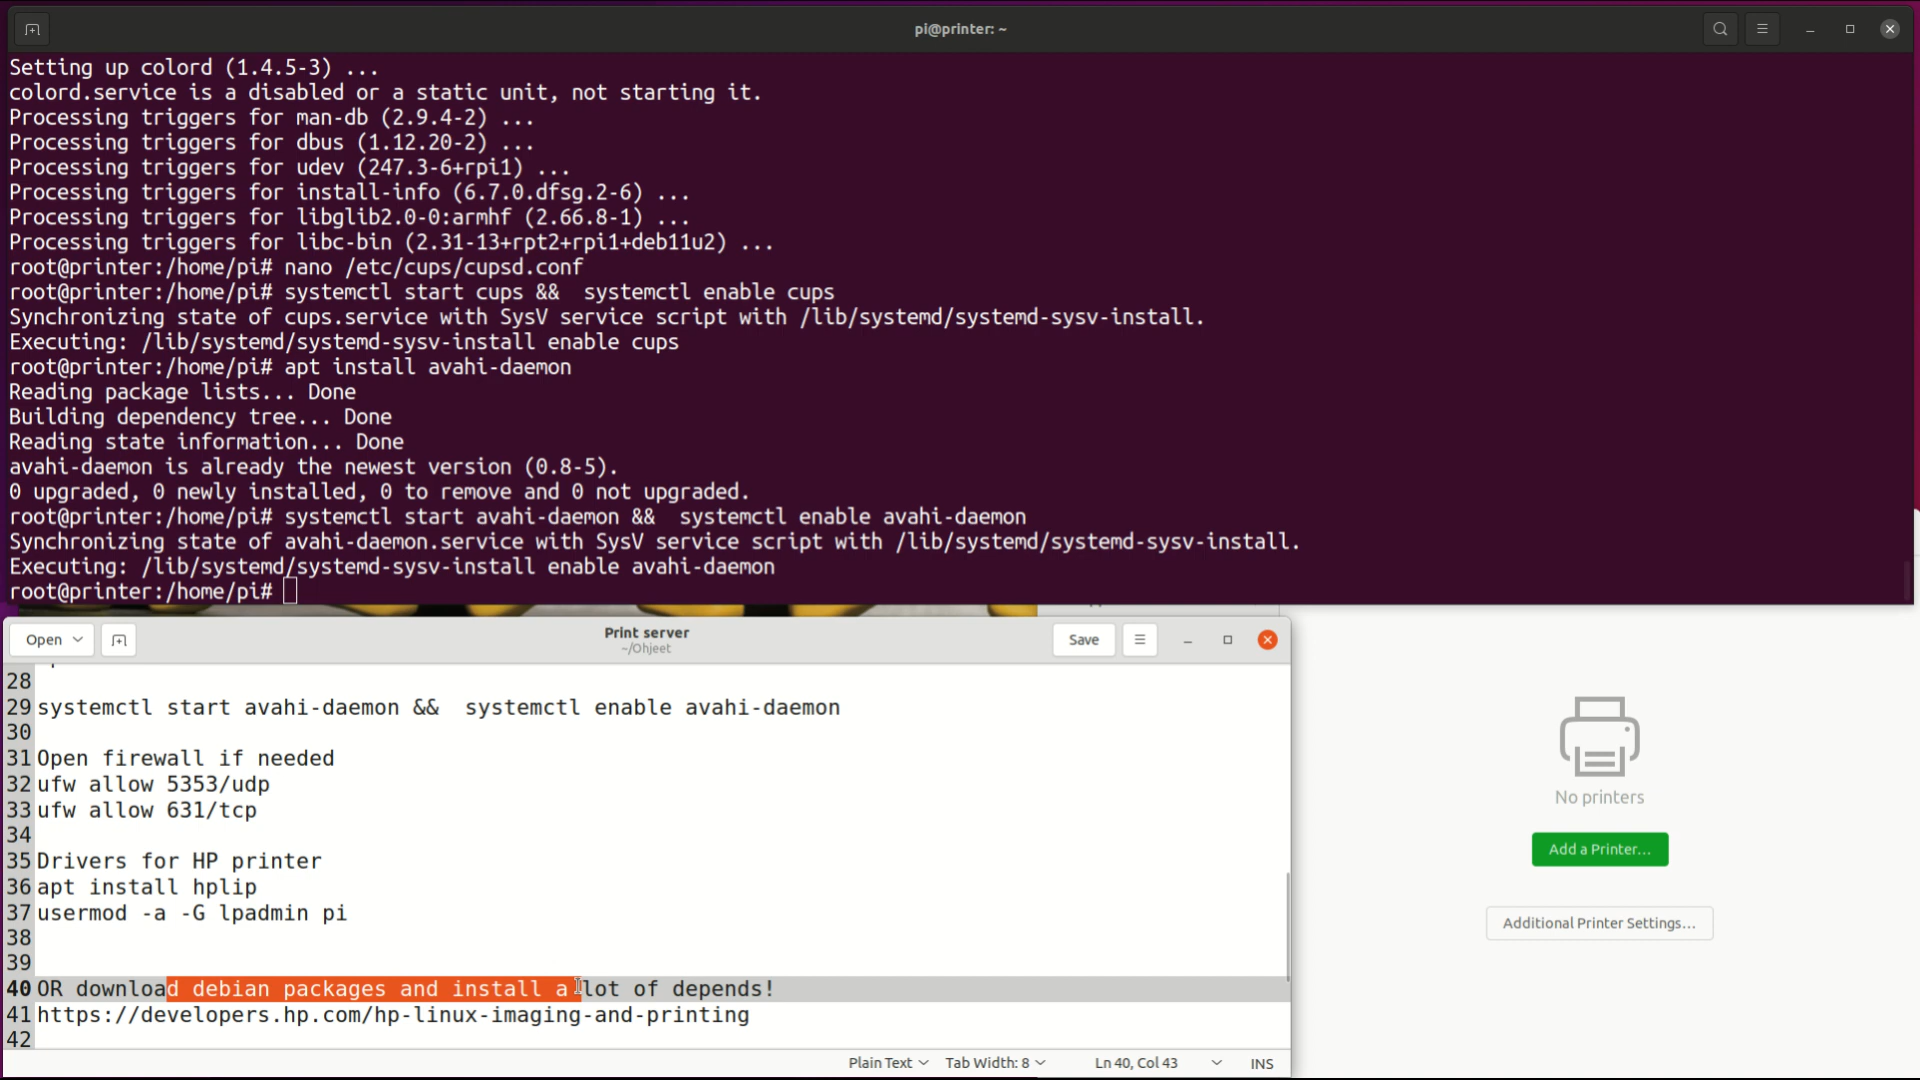 pi@printer: ~
Setting up colord (1.4.5-3) ...
colord.service is a disabled or a static unit, not starting it.
Processing triggers for man-db (2.9.4-2) ...
Processing triggers for dbus (1.12.20-2) ...
Processing triggers for udev (247.3-6+rpi1) ...
Processing triggers for install-info (6.7.0.dfsg.2-6) ...
Processing triggers for libglib2.0-0:armhf (2.66.8-1) ...
Processing triggers for libc-bin (2.31-13+rpt2+rpi1+deb11u2) ...
root@printer:/home/pi# nano /etc/cups/cupsd.conf
root@printer:/home/pi# systemctl start cups &&  systemctl enable cups
Synchronizing state of cups.service with SysV service script with /lib/systemd/systemd-sysv-install.
Executing: /lib/systemd/systemd-sysv-install enable cups
root@printer:/home/pi# apt install avahi-daemon
Reading package lists... Done
Building dependency tree... Done
Reading state information... Done
avahi-daemon is already the newest version (0.8-5).
0 upgraded, 0 newly installed, 0 to remove and 0 not upgraded.
root@printer:/home/pi# systemctl start avahi-daemon &&  systemctl enable avahi-daemon
Synchronizing state of avahi-daemon.service with SysV service script with /lib/systemd/systemd-sysv-install.
Executing: /lib/systemd/systemd-sysv-install enable avahi-daemon
root@printer:/home/pi#
Open
Print server
~/Ohjeet
Save
28
29 systemctl start avahi-daemon &&  systemctl enable avahi-daemon
30
31 Open firewall if needed
32 ufw allow 5353/udp
33 ufw allow 631/tcp
34
35 Drivers for HP printer
36 apt install hplip
37 usermod -a -G lpadmin pi
38
39
40 OR download debian packages and install a lot of depends!
41 https://developers.hp.com/hp-linux-imaging-and-printing
42
Plain Text Tab Width: 8 Ln 40, Col 43 INS
No printers
Add a Printer...
Additional Printer Settings...